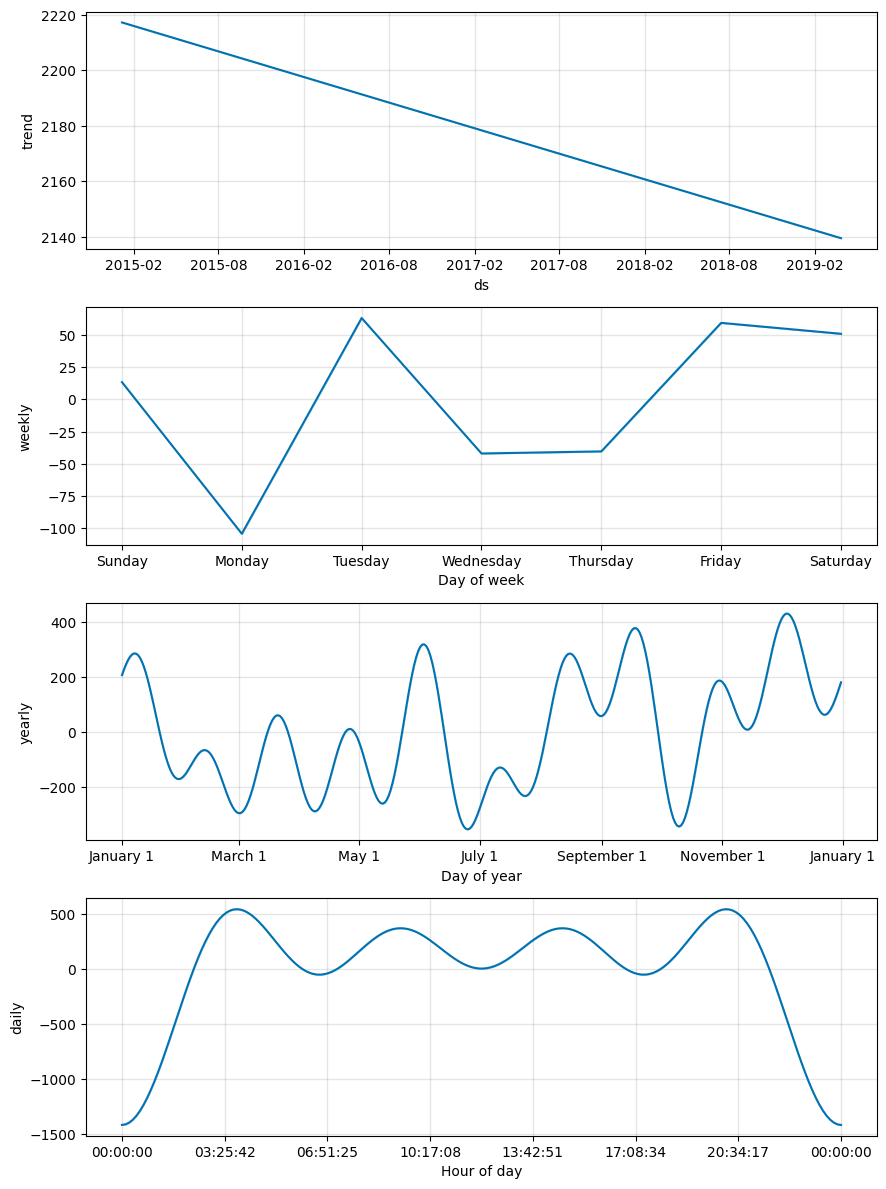 2220
2200
2180
2160
2140
trend
2015-02 2015-08 2016-02 2016-08 2017-02 2017-08 2018-02 2018-08 2019-02
ds
50
25
0
−25
−50
−75
−100
weekly
Sunday Monday Tuesday Wednesday Thursday Friday Saturday
Day of week
400
200
0
−200
yearly
January 1 March 1 May 1 July 1 September 1 November 1 January 1
Day of year
500
0
−500
−1000
−1500
daily
00:00:00 03:25:42 06:51:25 10:17:08 13:42:51 17:08:34 20:34:17 00:00:00
Hour of day